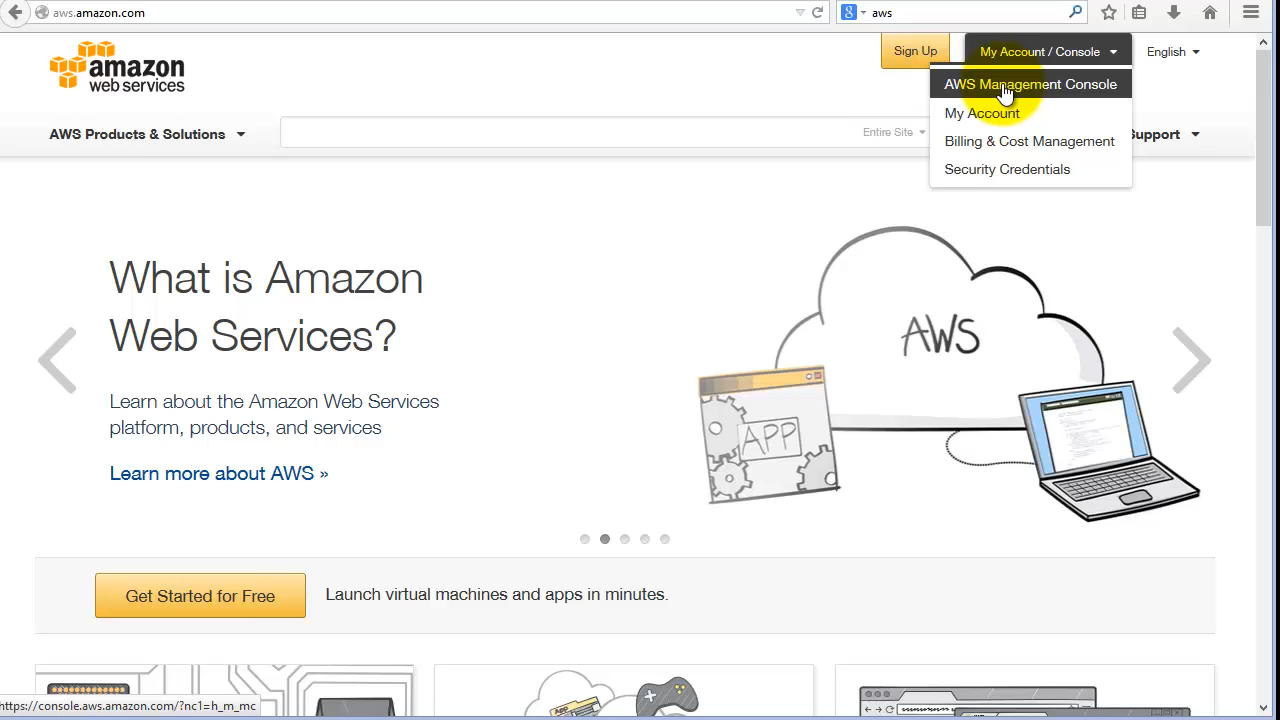 aws.amazon.com
aws
amazon
web services
Sign Up
My Account / Console
English
AWS Management Console
My Account
Billing & Cost Management
Security Credentials
AWS Products & Solutions
Entire Site
Support
What is Amazon
Web Services?
Learn about the Amazon Web Services
platform, products, and services
Learn more about AWS »
AWS
APP
Get Started for Free
Launch virtual machines and apps in minutes.
App
https://console.aws.amazon.com/?nc1=h_m_mc